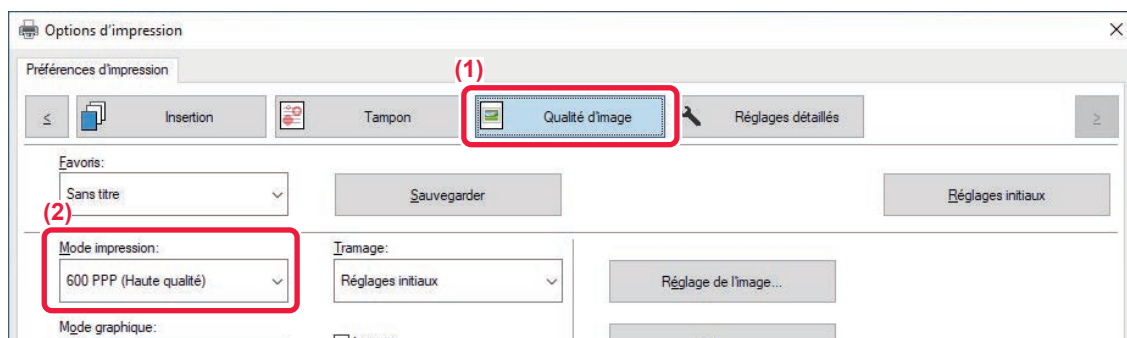 Options d'impression
Préférences d'impression
(1)
<
Insertion
Tampon
Qualité d'image
Réglages détaillés
>
Favoris:
Sans titre
Sauvegarder
Réglages initiaux
(2)
Mode impression:
Tramage:
600 PPP (Haute qualité)
Réglages initiaux
Réglage de l'image...
Mode graphique: